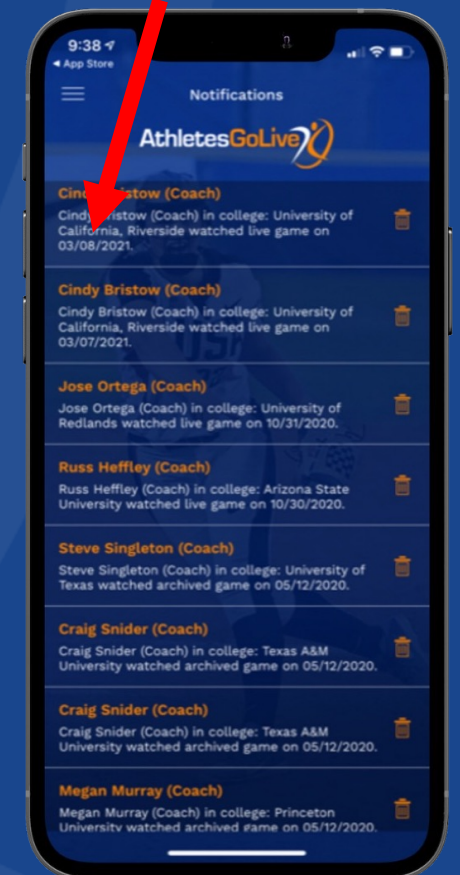 9:38
◄ App Store
Notifications
AthletesGoLive
Cindy Bristow (Coach)
Cindy Bristow (Coach) in college: University of
California, Riverside watched live game on
03/08/2021.
Cindy Bristow (Coach)
Cindy Bristow (Coach) in college: University of
California, Riverside watched live game on
03/07/2021.
Jose Ortega (Coach)
Jose Ortega (Coach) in college: University of
Redlands watched live game on 10/31/2020.
Russ Heffley (Coach)
Russ Heffley (Coach) in college: Arizona State
University watched live game on 10/30/2020.
Steve Singleton (Coach)
Steve Singleton (Coach) in college: University of
Texas watched archived game on 05/12/2020.
Craig Snider (Coach)
Craig Snider (Coach) in college: Texas A&M
University watched archived game on 05/12/2020.
Craig Snider (Coach)
Craig Snider (Coach) in college: Texas A&M
University watched archived game on 05/12/2020.
Megan Murray (Coach)
Megan Murray (Coach) in college: Princeton
University watched archived game on 05/12/2020.